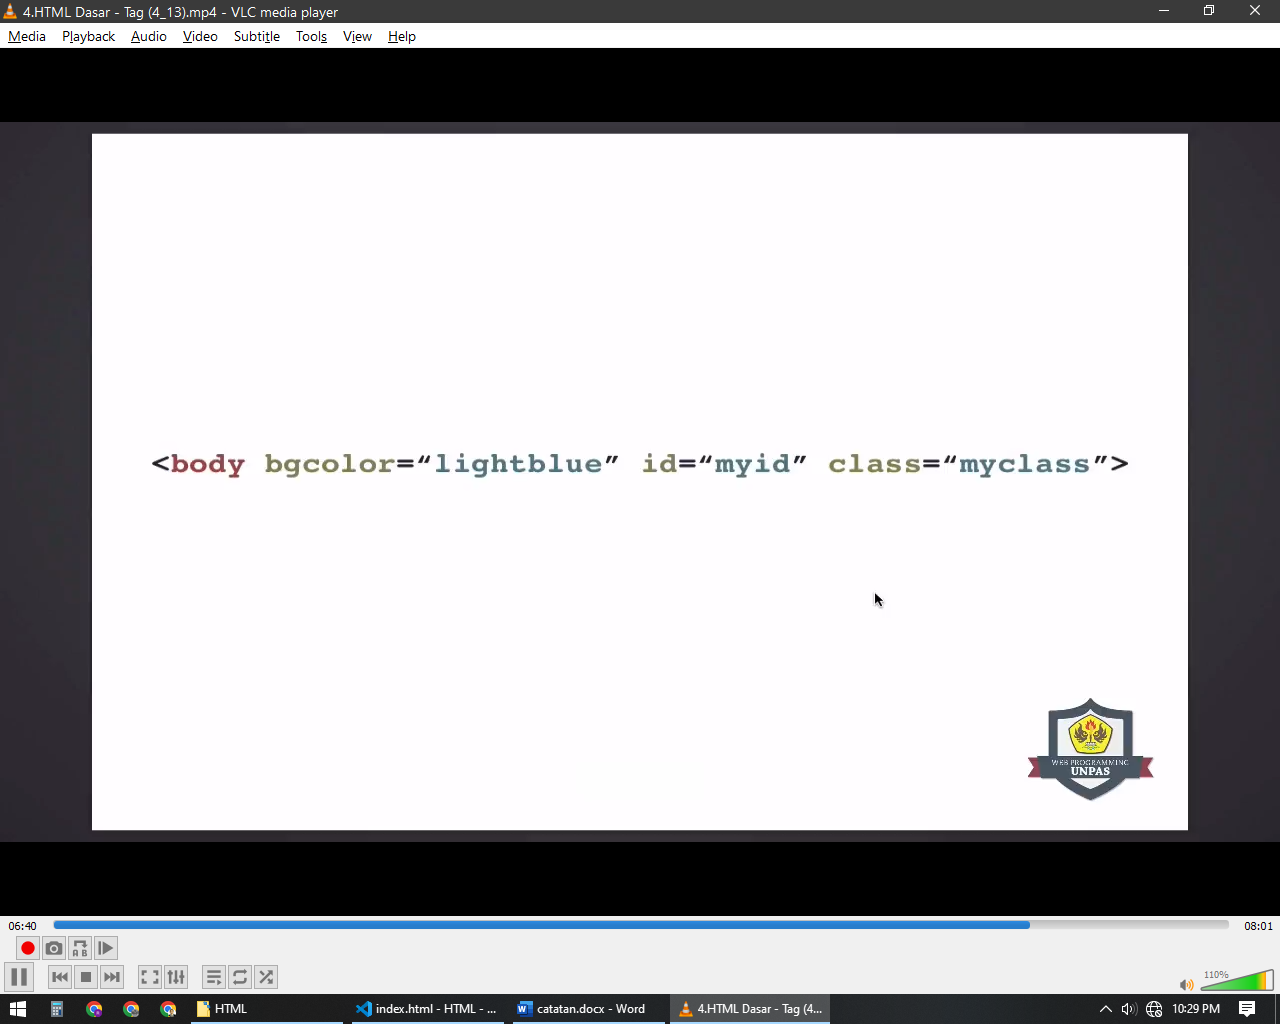 4.HTML Dasar - Tag (4_13).mp4 - VLC media player
Media Playback Audio Video Subtitle Tools View Help
<body bgcolor=“lightblue” id=“myid” class=“myclass”>
WEB PROGRAMMING
UNPAS
06:40 08:01
A B
110%
HTML index.html - HTML - ... catatan.docx - Word 4.HTML Dasar - Tag (4... 10:29 PM